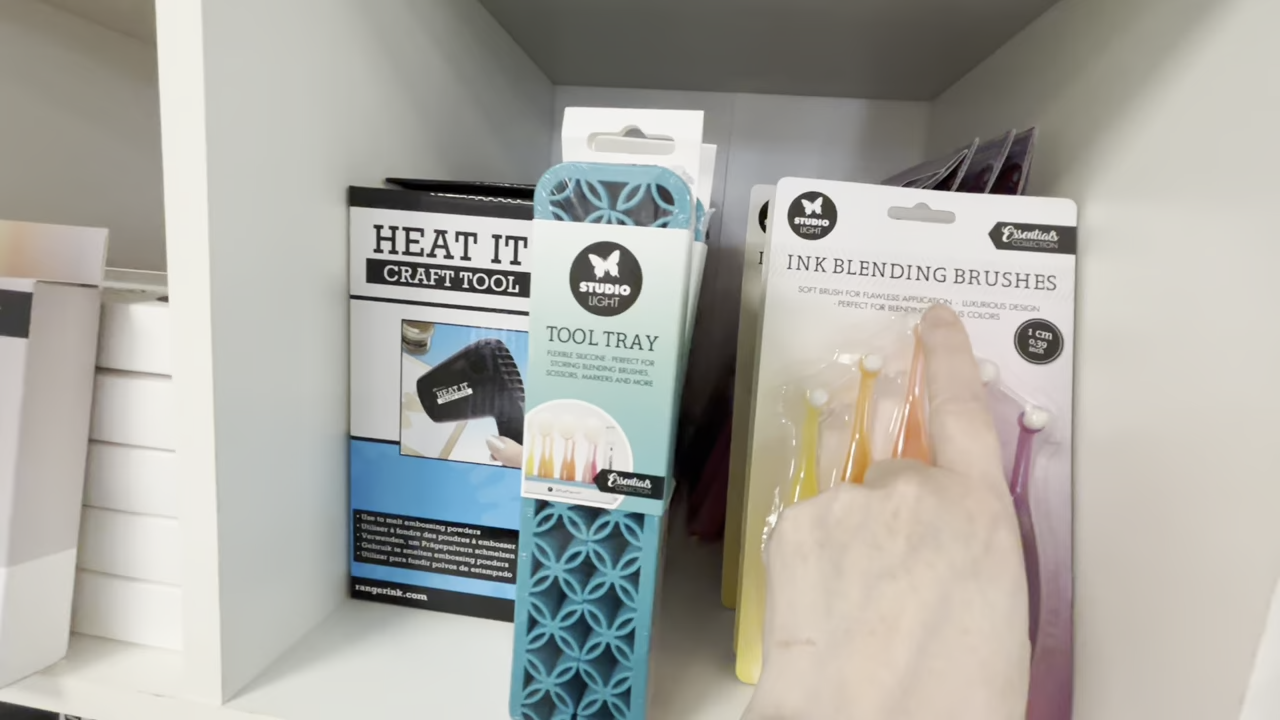 HEAT IT
CRAFT TOOL
HEAT IT
• Use to melt embossing powders
• Utiliser à fondre des poudres à embosser
• Verwenden, um Prägepulvern schmelzen
• Gebruik to smelten embossing poeders
• Utilizar para fundir polvos de estampado
rangerink.com
STUDIO
LIGHT
TOOL TRAY
FLEXIBLE SILICONE - PERFECT FOR
STORING BLENDING BRUSHES,
SCISSORS, MARKERS AND MORE
Essentials
COLLECTION
STUDIO
LIGHT
Essentials
COLLECTION
INK BLENDING BRUSHES
SOFT BRUSH FOR FLAWLESS APPLICATION - LUXURIOUS DESIGN
- PERFECT FOR BLENDING COLORS
1 cm
0,39
inch